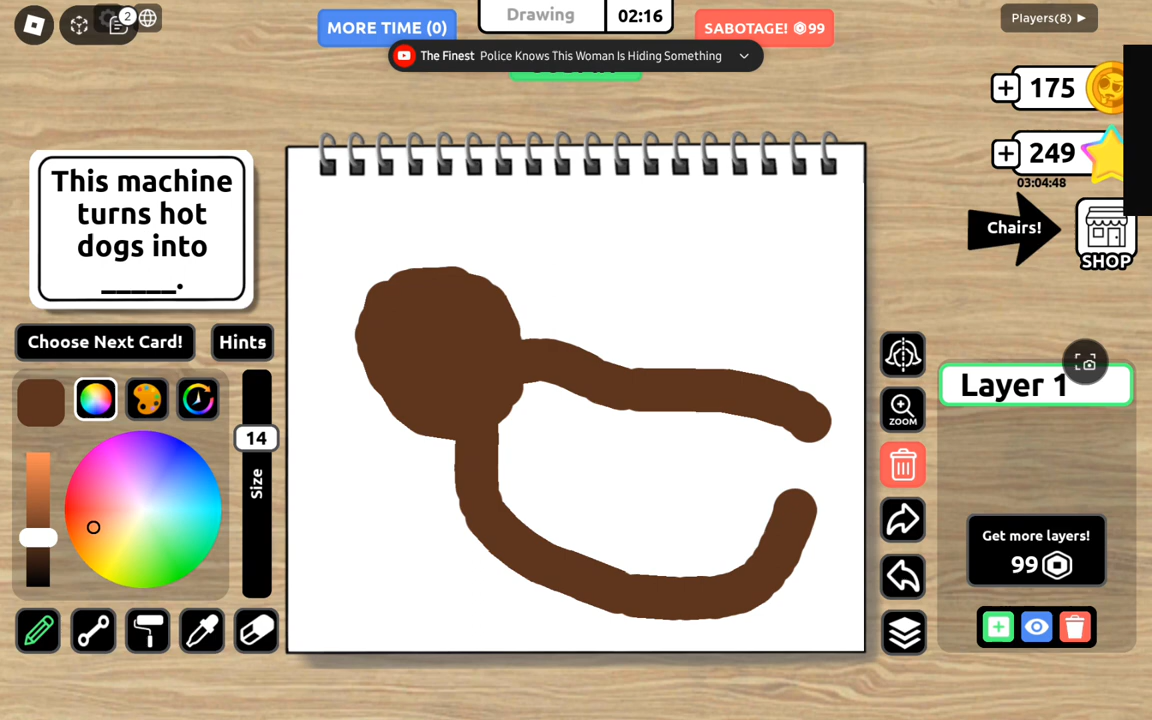 2
MORE TIME (0)
Drawing
02:16
SABOTAGE! 99
Players(8) ►
The Finest Police Knows This Woman Is Hiding Something
+ 175
+ 249
03:04:48
This machine
turns hot
dogs into
_____.
Chairs!
SHOP
Choose Next Card!
Hints
14
Size
ZOOM
Layer 1
Get more layers!
99